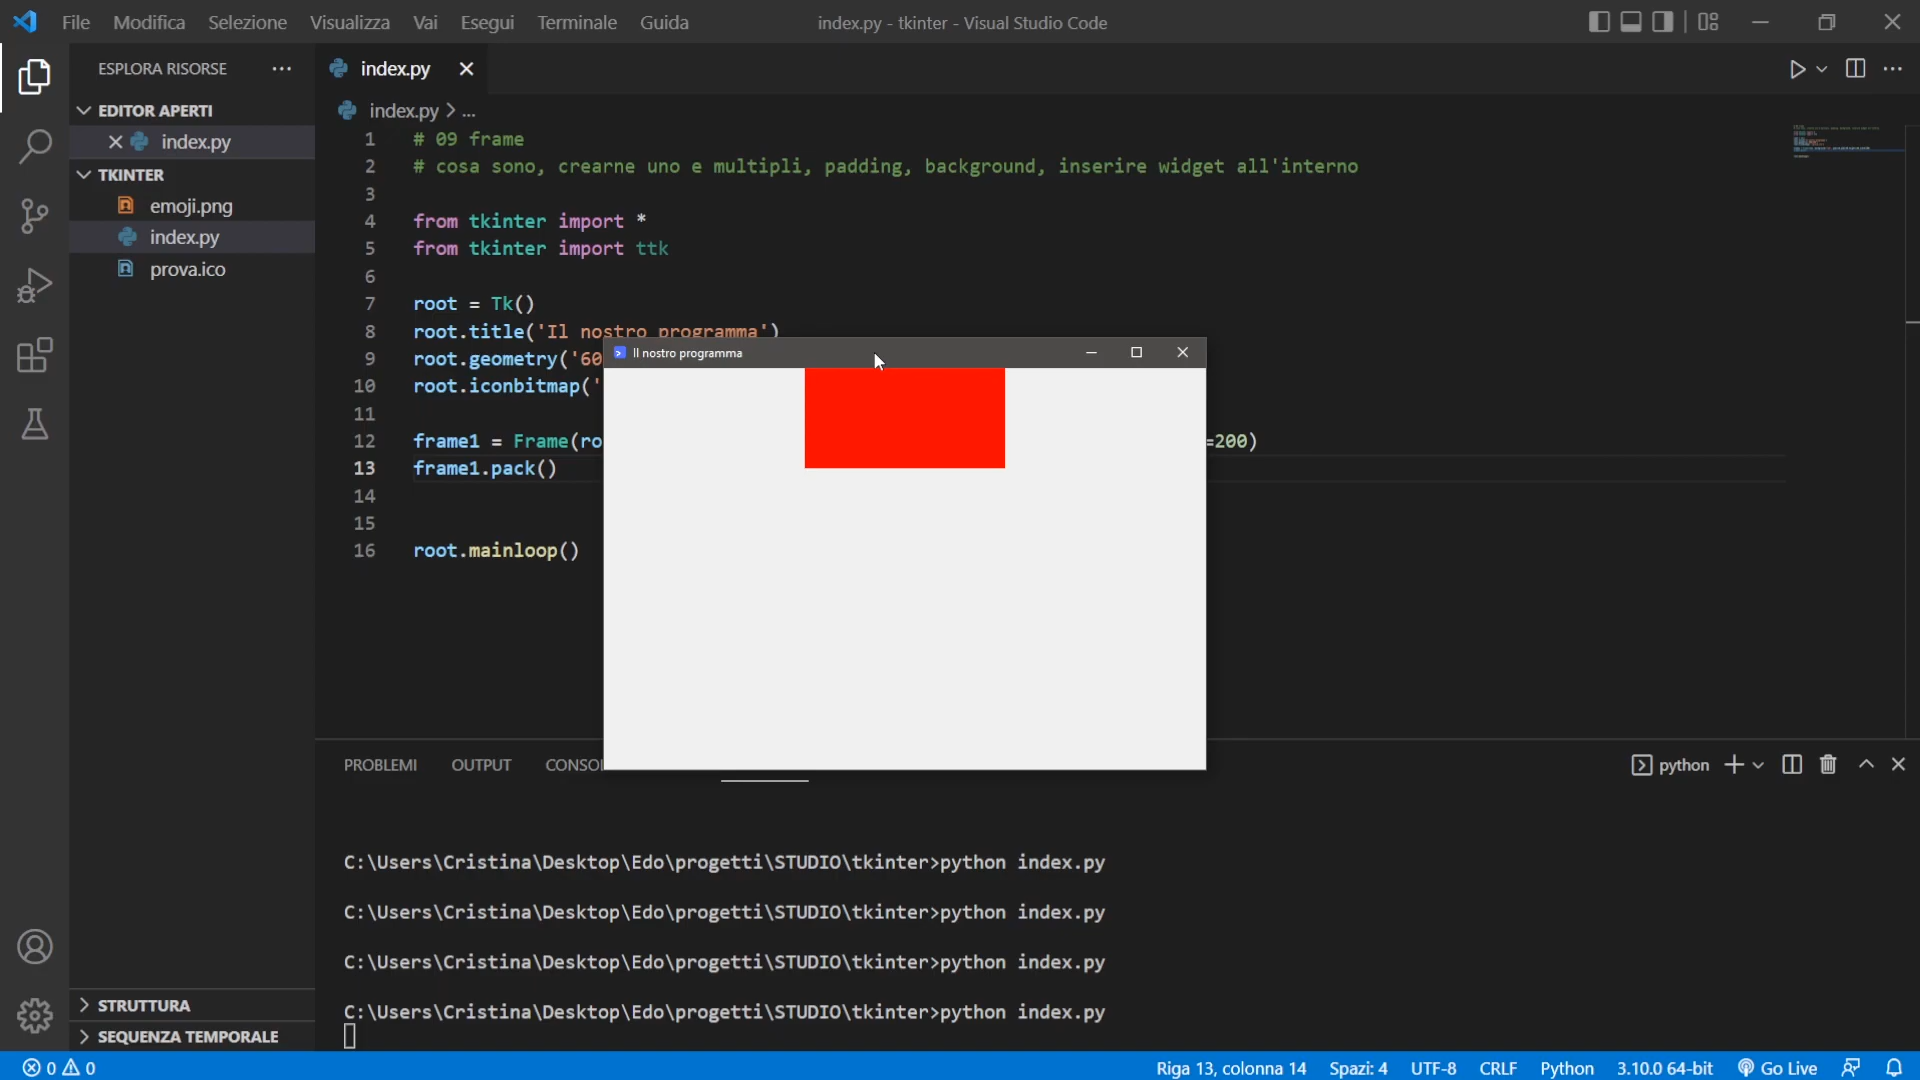 File Modifica Selezione Visualizza Vai Esegui Terminale Guida
index.py - tkinter - Visual Studio Code
ESPLORA RISORSE
EDITOR APERTI
index.py
TKINTER
emoji.png
index.py
prova.ico
STRUTTURA
SEQUENZA TEMPORALE
index.py
index.py > ...
1 # 09 frame
2 # cosa sono, crearne uno e multipli, padding, background, inserire widget all'interno
3
4 from tkinter import *
5 from tkinter import ttk
6
7 root = Tk()
8 root.title('Il nostro programma')
9 root.geometry('60
10 root.iconbitmap('
11
12 frame1 = Frame(ro =200)
13 frame1.pack()
14
15
16 root.mainloop()
Il nostro programma
PROBLEMI OUTPUT CONSOL
python
C:\Users\Cristina\Desktop\Edo\progetti\STUDIO\tkinter>python index.py
C:\Users\Cristina\Desktop\Edo\progetti\STUDIO\tkinter>python index.py
C:\Users\Cristina\Desktop\Edo\progetti\STUDIO\tkinter>python index.py
C:\Users\Cristina\Desktop\Edo\progetti\STUDIO\tkinter>python index.py
0 0 Riga 13, colonna 14 Spazi: 4 UTF-8 CRLF Python 3.10.0 64-bit Go Live